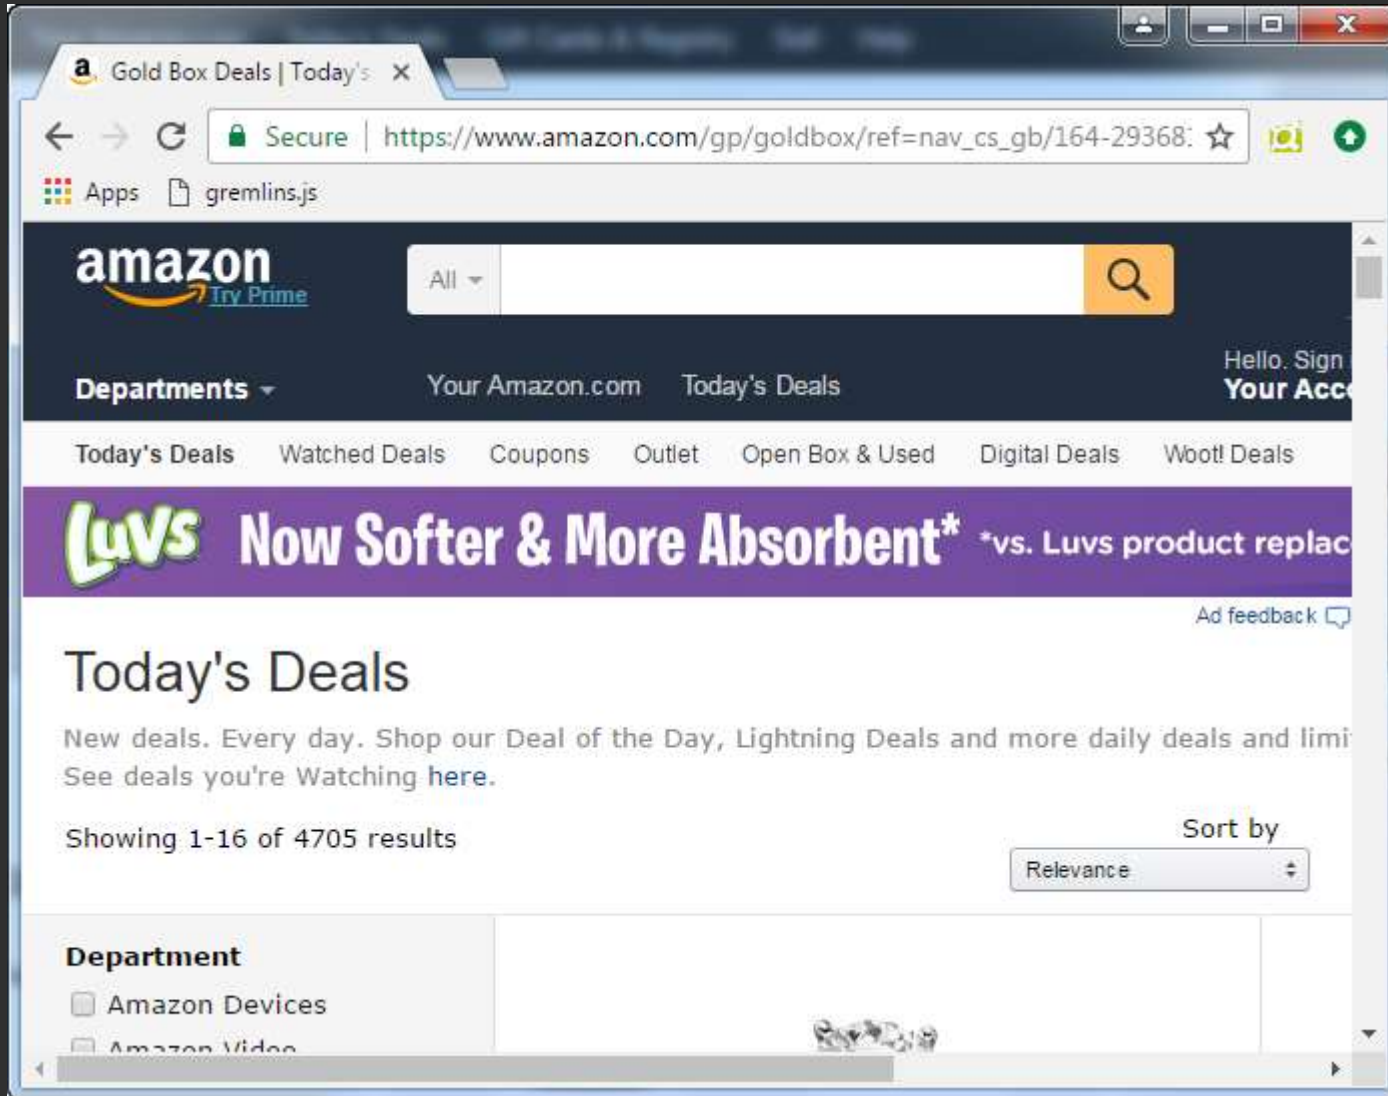 Gold Box Deals | Today's
Secure | https://www.amazon.com/gp/goldbox/ref=nav_cs_gb/164-29368
Apps gremlins.js
amazon
Try Prime
All
Hello. Sign
Departments Your Amazon.com Today's Deals Your Acc
Today's Deals Watched Deals Coupons Outlet Open Box & Used Digital Deals Woot! Deals
Luvs Now Softer & More Absorbent* *vs. Luvs product replac
Ad feedback
Today's Deals
New deals. Every day. Shop our Deal of the Day, Lightning Deals and more daily deals and limi
See deals you're Watching here.
Showing 1-16 of 4705 results
Sort by
Relevance
Department
Amazon Devices
Amazon Video